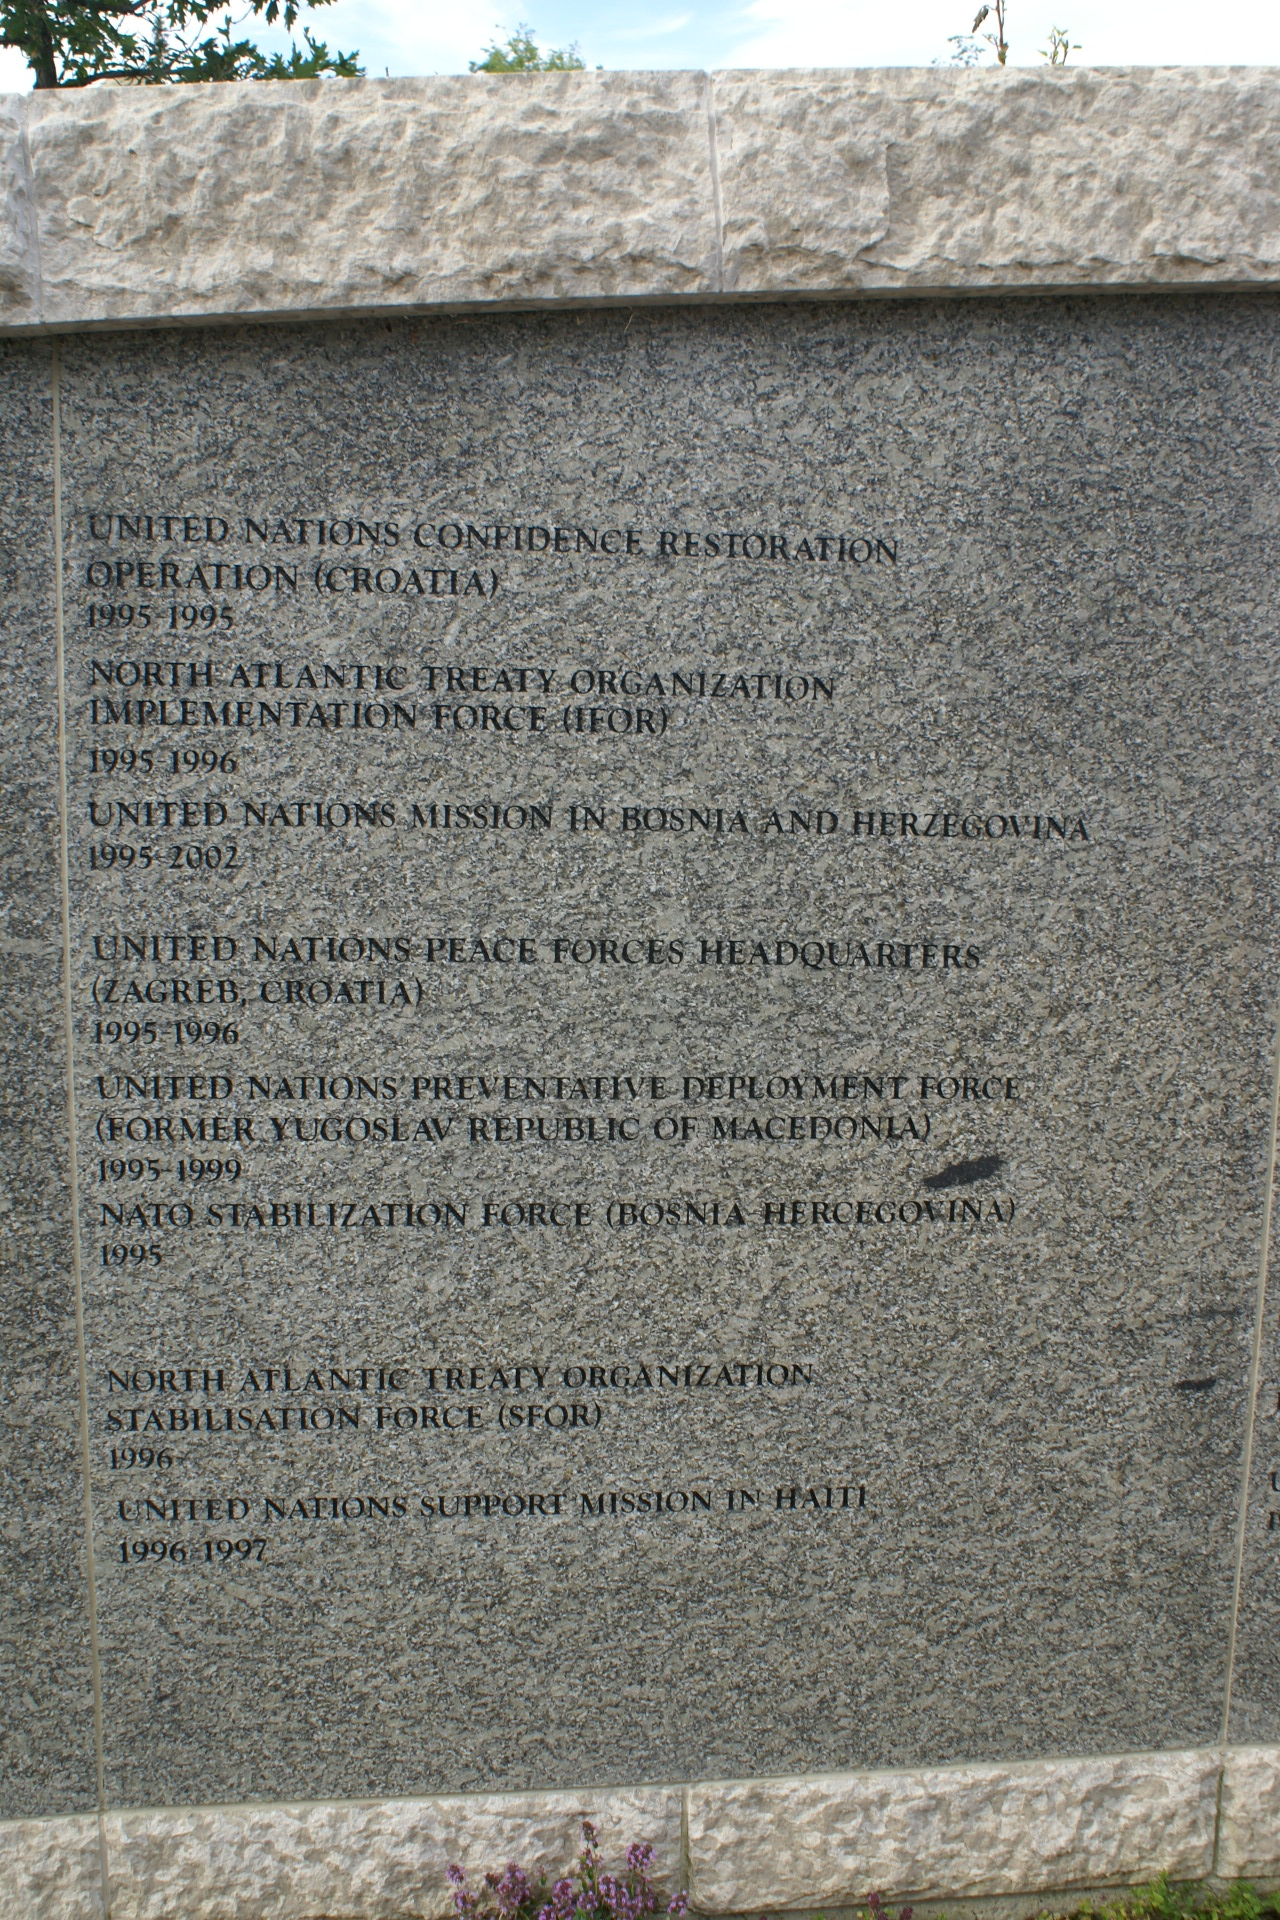 UNITED NATIONS CONFIDENCE RESTORATION
OPERATION (CROATIA)
1995-1995
NORTH ATLANTIC TREATY ORGANIZATION
IMPLEMENTATION FORCE (IFOR)
1995-1996
UNITED NATIONS MISSION IN BOSNIA AND HERZEGOVINA
1995-2002
UNITED NATIONS PEACE FORCES HEADQUARTERS
(ZAGREB, CROATIA)
1995-1996
UNITED NATIONS PREVENTATIVE DEPLOYMENT FORCE
(FORMER YUGOSLAV REPUBLIC OF MACEDONIA)
1995-1999
NATO STABILIZATION FORCE (BOSNIA-HERCEGOVINA)
1995-
NORTH ATLANTIC TREATY ORGANIZATION
STABILISATION FORCE (SFOR)
1996-
UNITED NATIONS SUPPORT MISSION IN HAITI
1996-1997